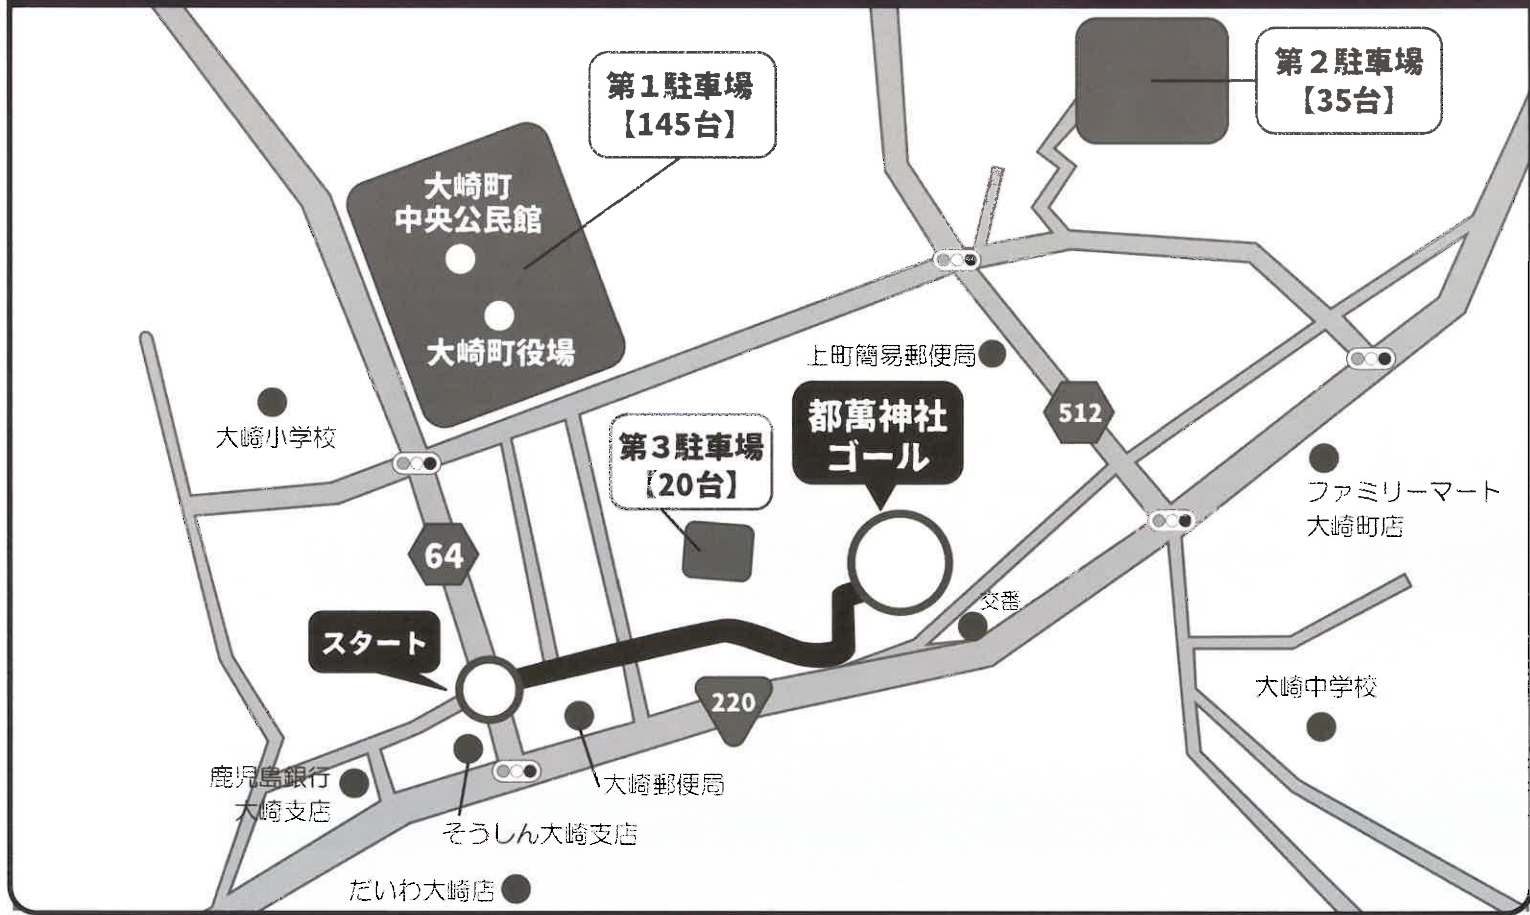 第１駐車場
【145台】
第２駐車場
【35台】
大崎町
中央公民館
大崎町役場
上町簡易郵便局
都萬神社
ゴール
512
大崎小学校
第３駐車場
【20台】
ファミリーマート
大崎町店
64
交番
スタート
大崎中学校
220
鹿児島銀行
大崎支店
大崎郵便局
そうしん大崎支店
だいわ大崎店